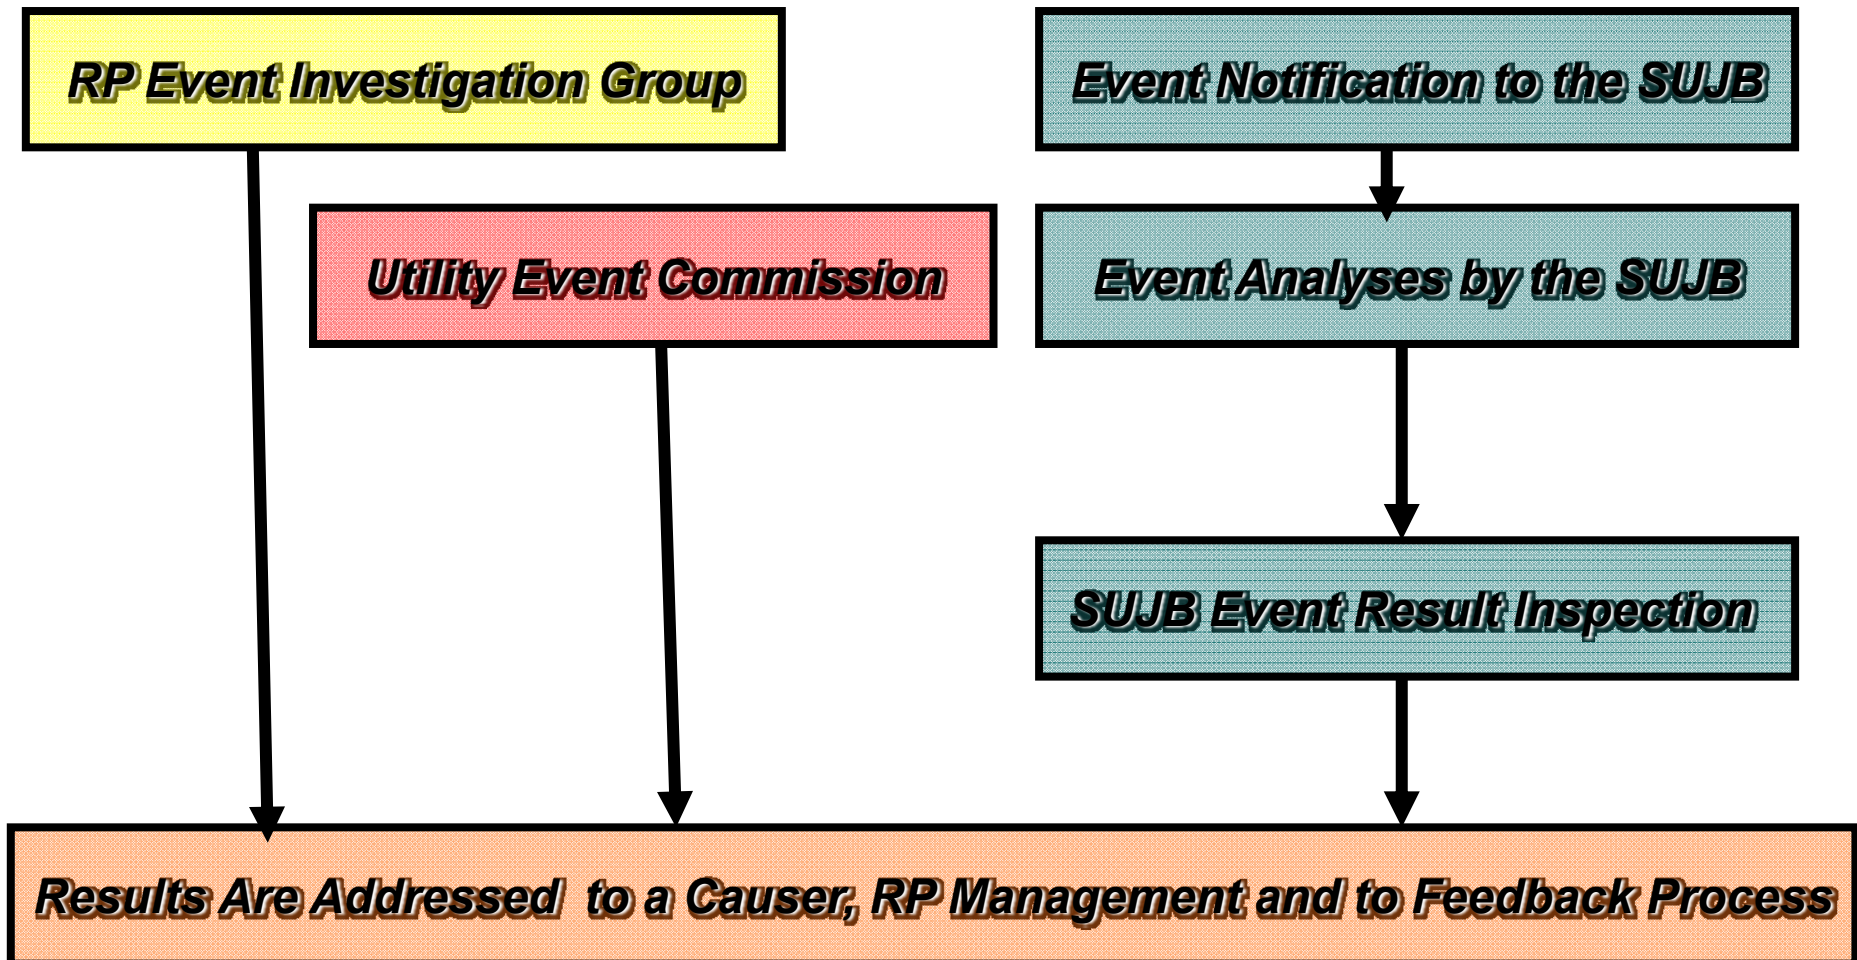 RP Event Investigation Group
Event Notification to the SUJB
Utility Event Commission
Event Analyses by the SUJB
SUJB Event Result Inspection
Results Are Addressed  to a Causer, RP Management and to Feedback Process